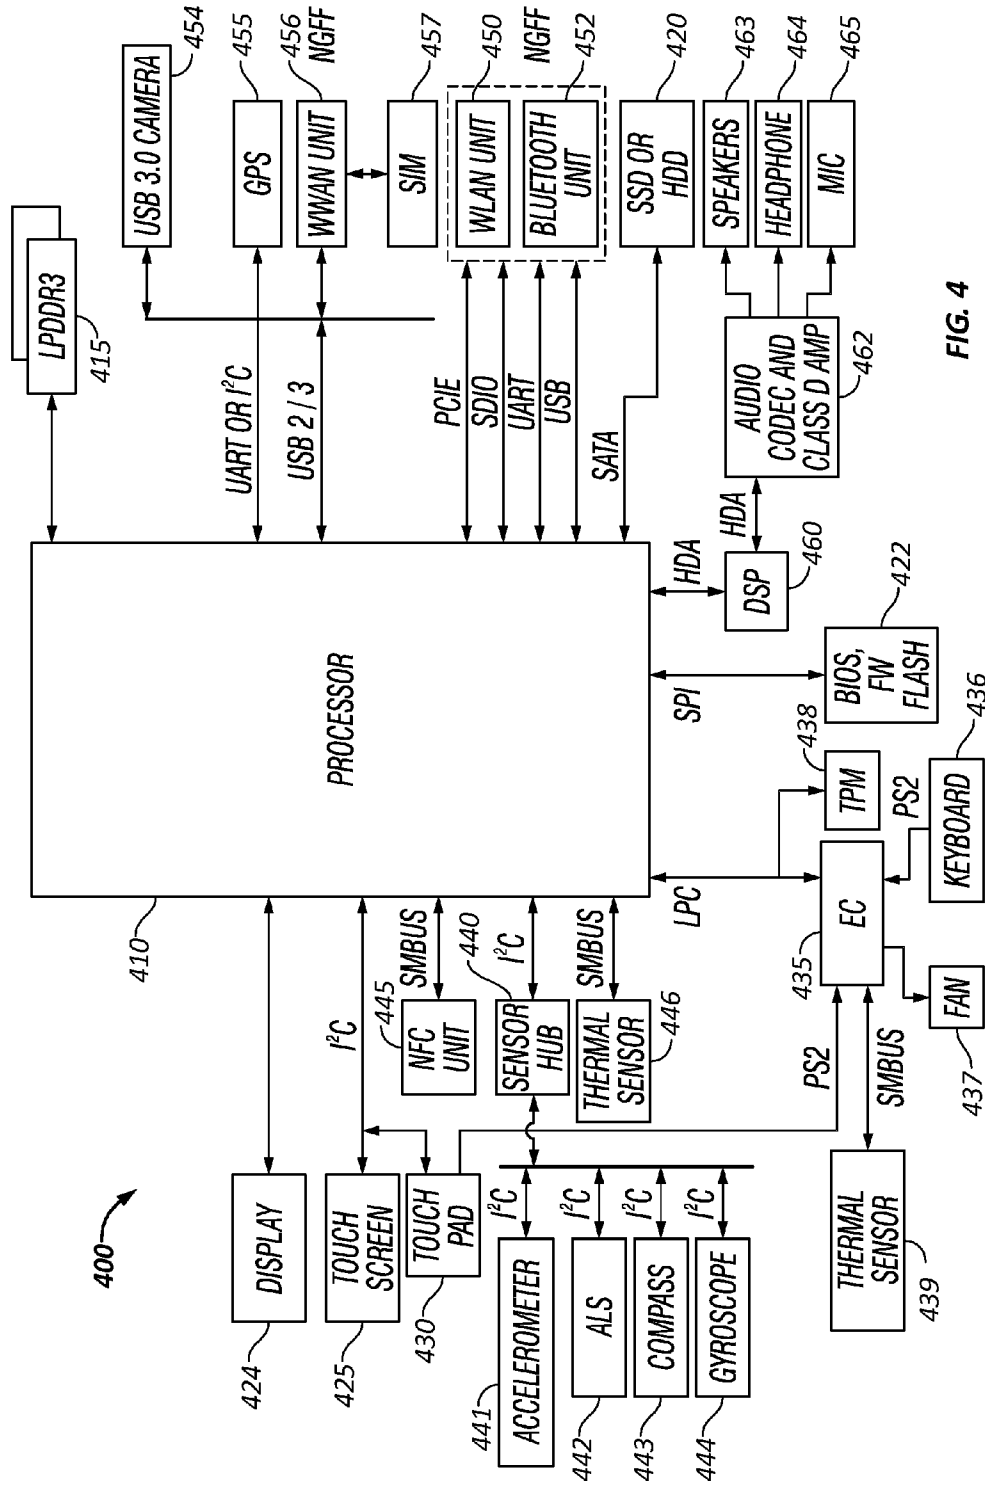 400
424
DISPLAY
425
TOUCH
SCREEN
I²C
430
TOUCH
PAD
441
ACCELEROMETER
I²C
442
ALS
I²C
443
COMPASS
I²C
444
GYROSCOPE
I²C
445
NFC
UNIT
SMBUS
440
SENSOR
HUB
I²C
446
THERMAL
SENSOR
SMBUS
439
THERMAL
SENSOR
SMBUS
PS2
437
FAN
435
EC
LPC
436
KEYBOARD
PS2
438
TPM
410
PROCESSOR
422
BIOS,
FW
FLASH
SPI
460
DSP
HDA
HDA
462
AUDIO
CODEC AND
CLASS D AMP
415
LPDDR3
454
USB 3.0 CAMERA
455
GPS
UART OR I²C
456
NGFF
WWAN UNIT
USB 2 / 3
457
SIM
450
WLAN UNIT
NGFF
452
BLUETOOTH
UNIT
PCIE
SDIO
UART
USB
420
SSD OR
HDD
SATA
463
SPEAKERS
464
HEADPHONE
465
MIC
FIG. 4